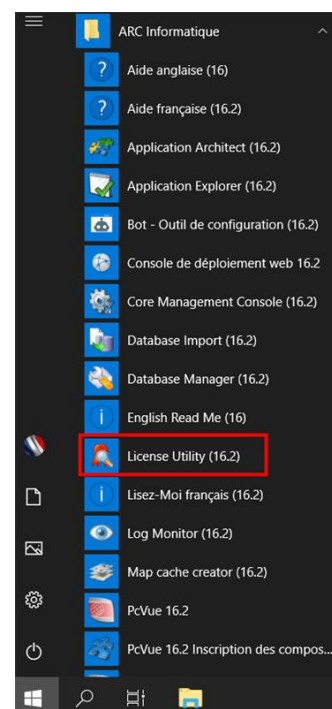 ARC Informatique
Aide anglaise (16)
Aide française (16.2)
Application Architect (16.2)
Application Explorer (16.2)
Bot - Outil de configuration (16.2)
Console de déploiement web 16.2
Core Management Console (16.2)
Database Import (16.2)
Database Manager (16.2)
English Read Me (16)
License Utility (16.2)
Lisez-Moi français (16.2)
Log Monitor (16.2)
Map cache creator (16.2)
PcVue 16.2
PcVue 16.2 Inscription des compos...